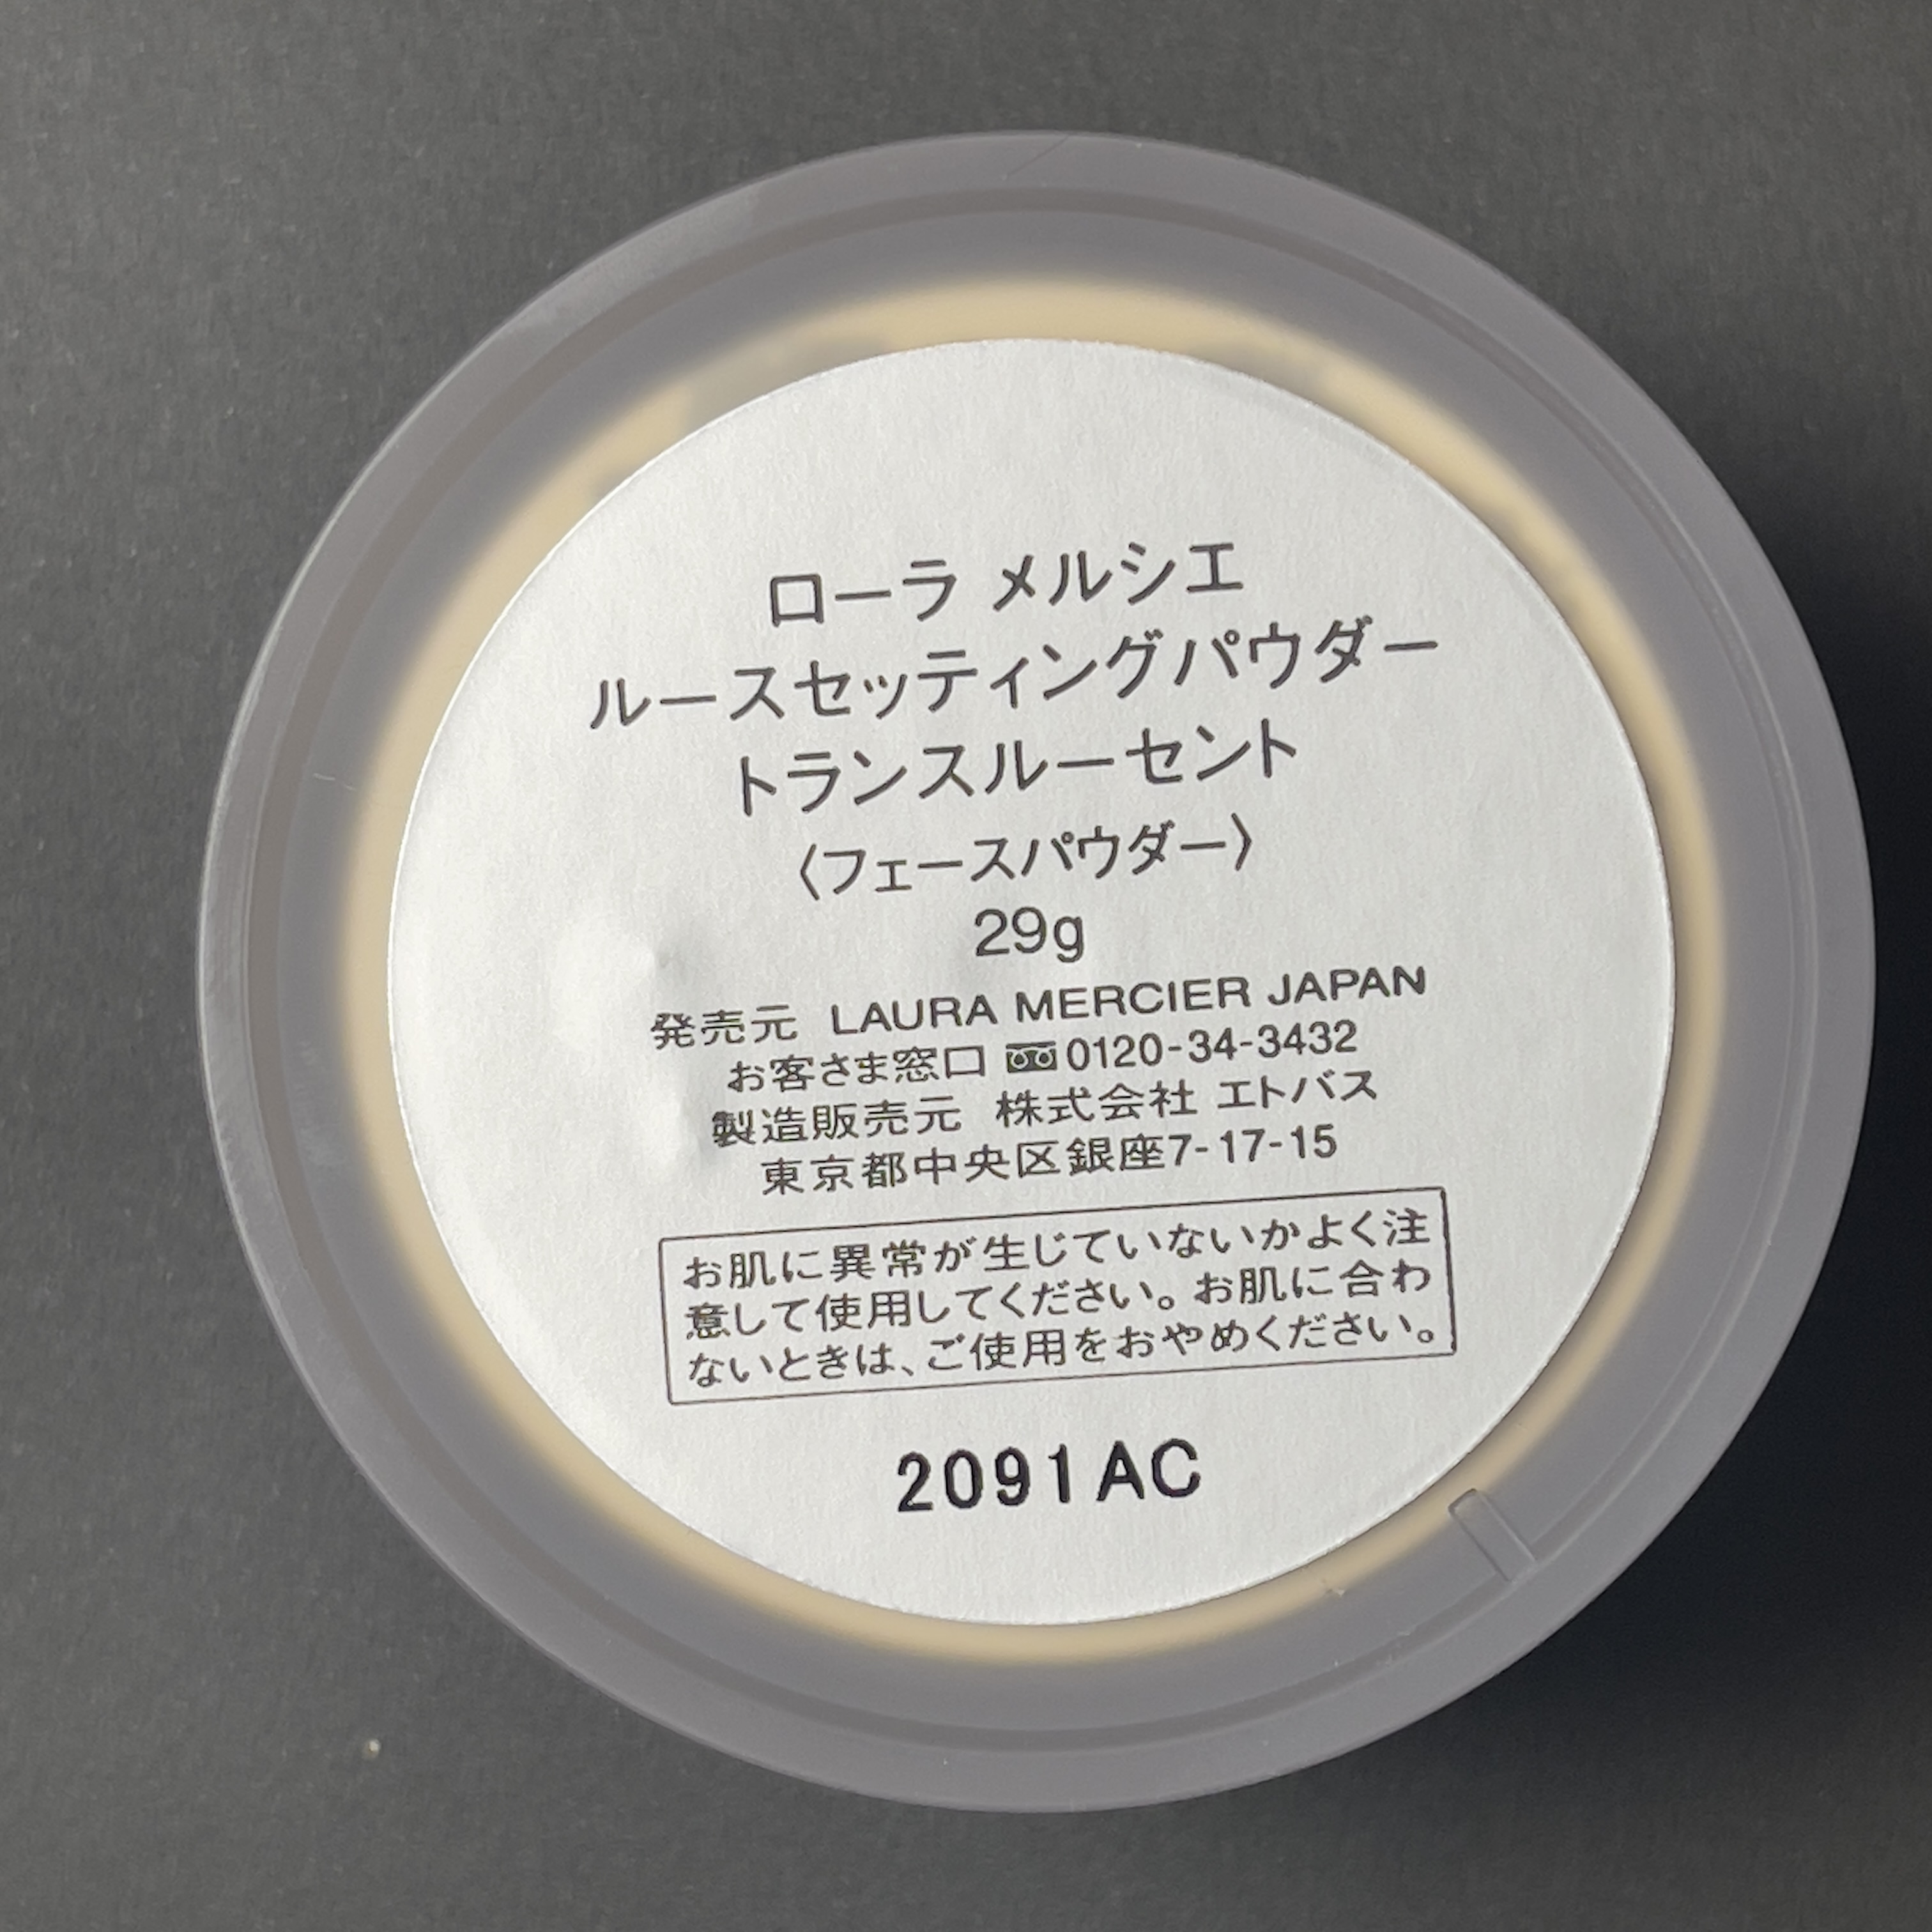 ローラ メルシエ
ルースセッティングパウダー
トランスルーセント
〈フェースパウダー〉
29g
発売元 LAURA MERCIER JAPAN
お客さま窓口 0120-34-3432
製造販売元 株式会社 エトバス
東京都中央区銀座7-17-15
お肌に異常が生じていないかよく注
意して使用してください。お肌に合わ
ないときは、ご使用をおやめください。
2091AC